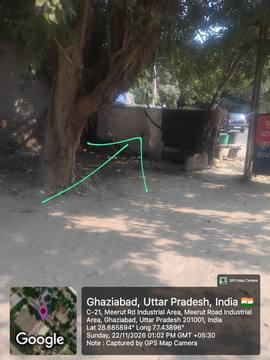 GPS Map Camera
Ghaziabad, Uttar Pradesh, India 🇮🇳
C-21, Meerut Rd Industrial Area, Meerut Road Industrial
Area, Ghaziabad, Uttar Pradesh 201001, India
Lat 28.685894° Long 77.43896°
Sunday, 22/11/2026 01:02 PM GMT +05:30
Note : Captured by GPS Map Camera
Google